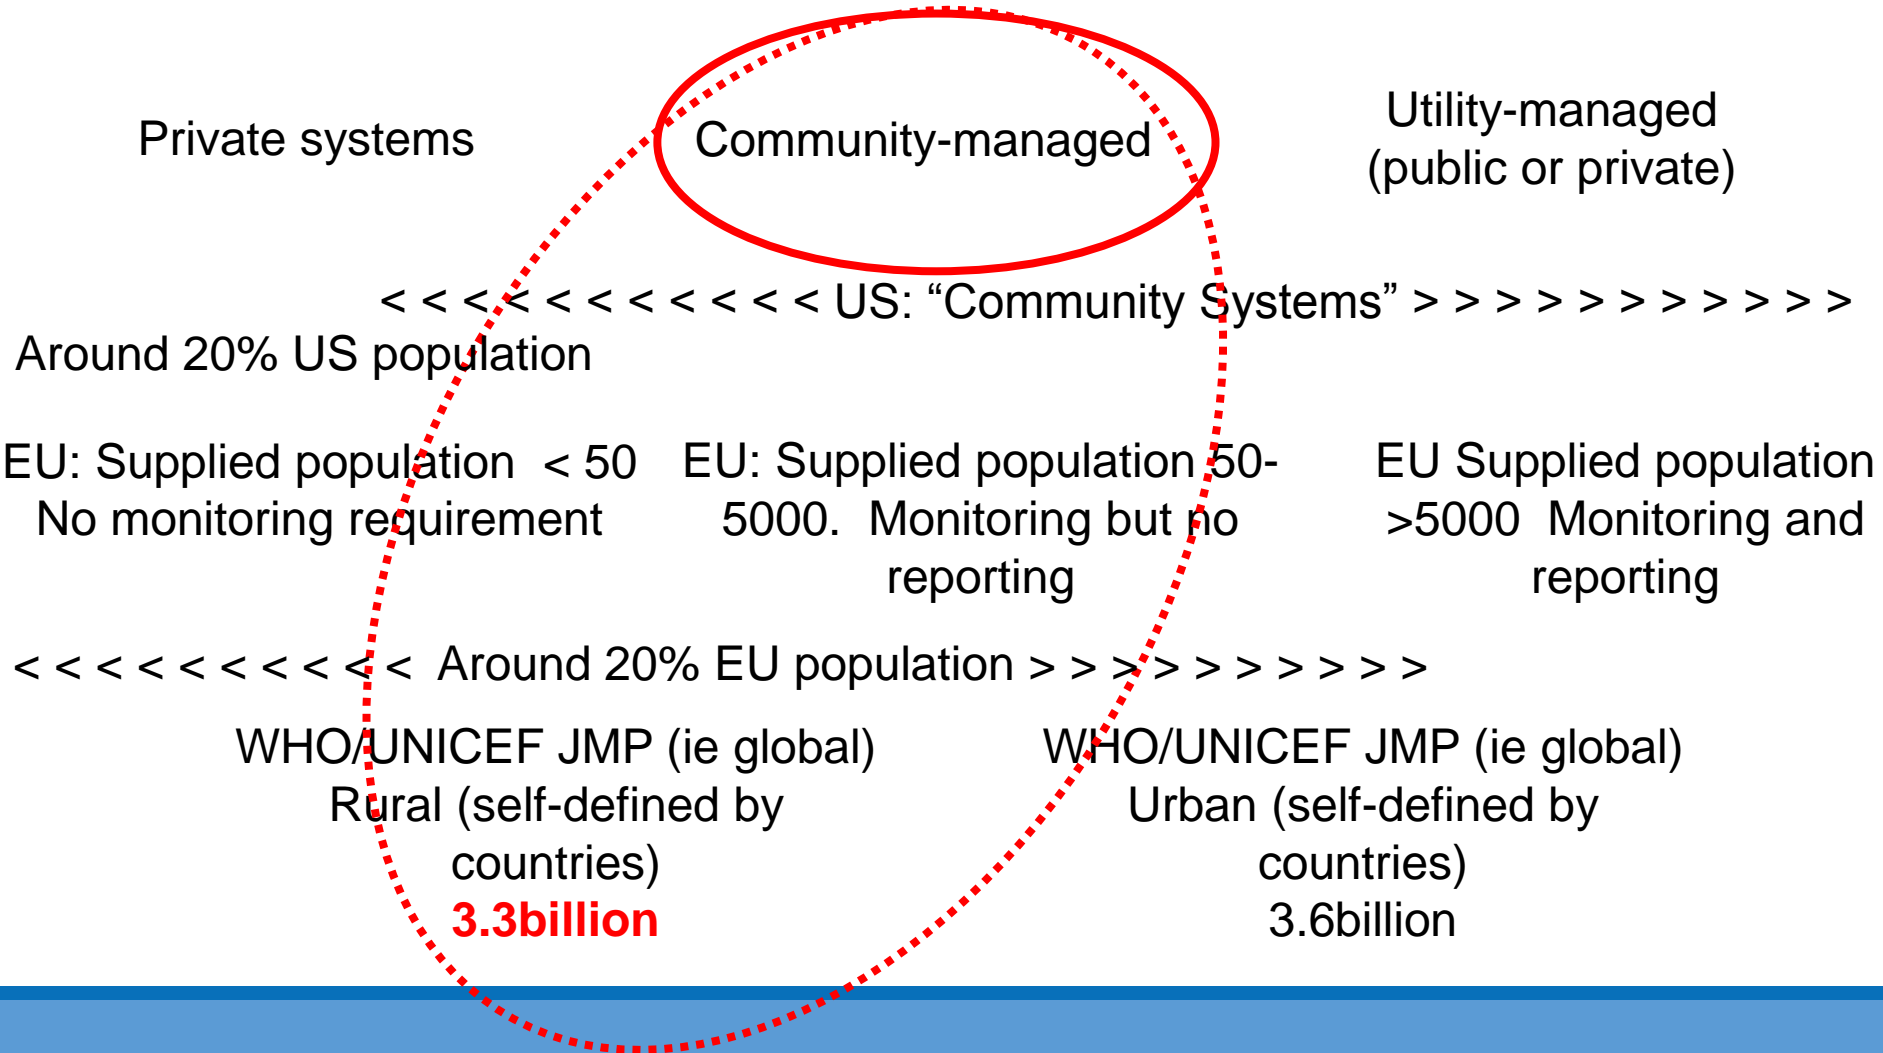 Private systems
Community-managed
Utility-managed
(public or private)
< < < < < < < < < < < US: “Community Systems” > > > > > > > > > > >
Around 20% US population
EU: Supplied population < 50
No monitoring requirement
EU: Supplied population 50-
5000. Monitoring but no
reporting
EU Supplied population
>5000 Monitoring and
reporting
< < < < < < < < < < Around 20% EU population > > > > > > > > > >
WHO/UNICEF JMP (ie global)
Rural (self-defined by
countries)
3.3billion
WHO/UNICEF JMP (ie global)
Urban (self-defined by
countries)
3.6billion